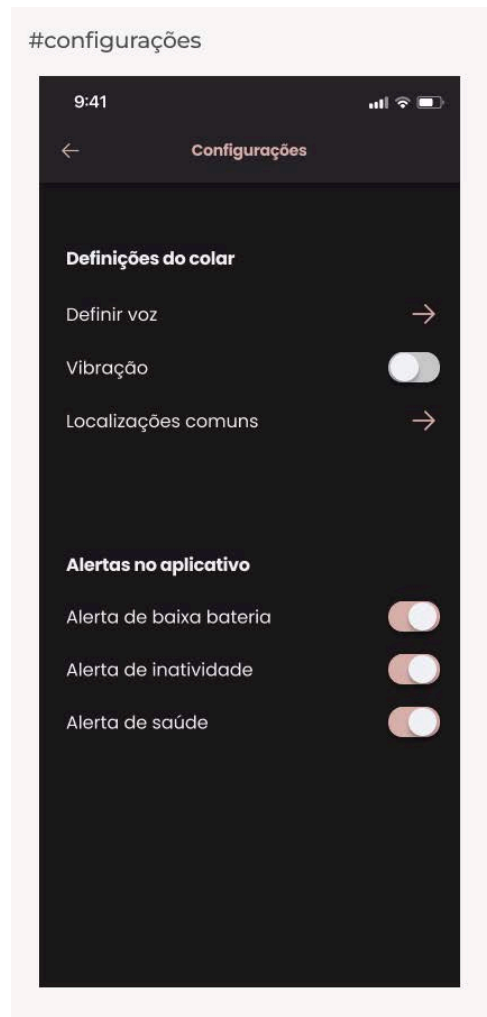 #configurações
9:41
Configurações
Definições do colar
Definir voz
Vibração
Localizações comuns
Alertas no aplicativo
Alerta de baixa bateria
Alerta de inatividade
Alerta de saúde